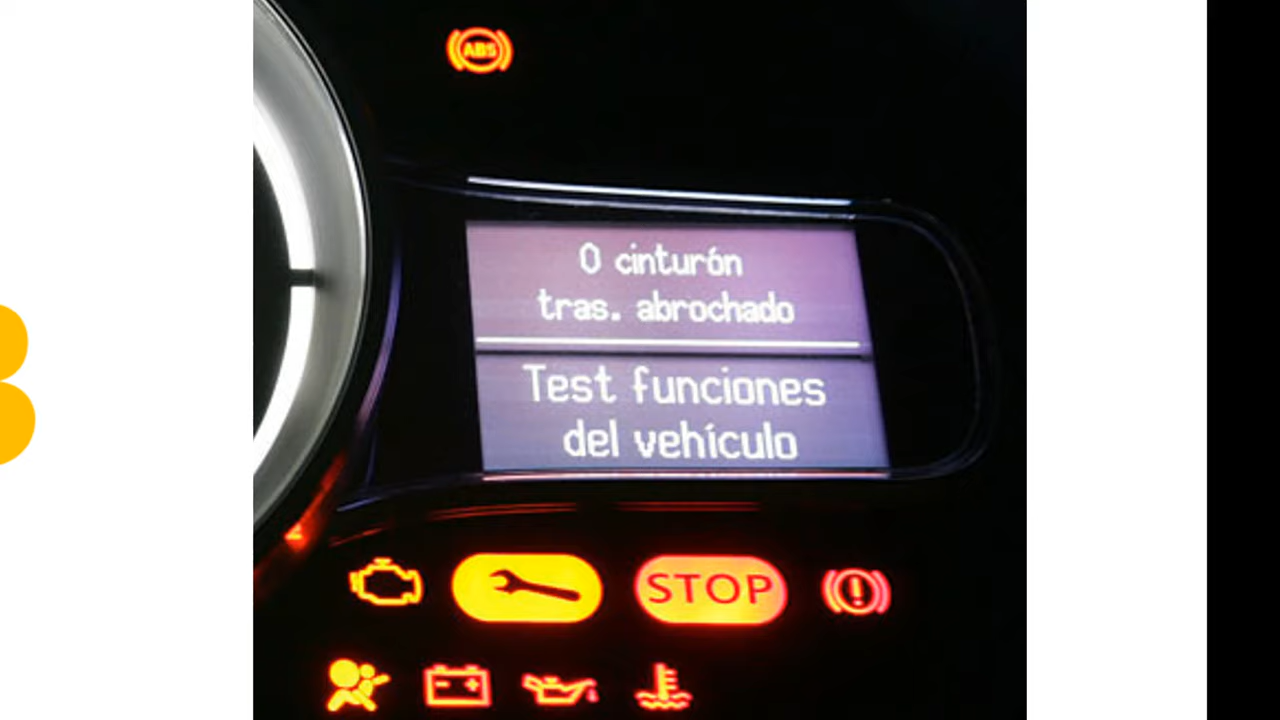 ABS
0 cinturón
tras. abrochado
Test funciones
del vehículo
STOP